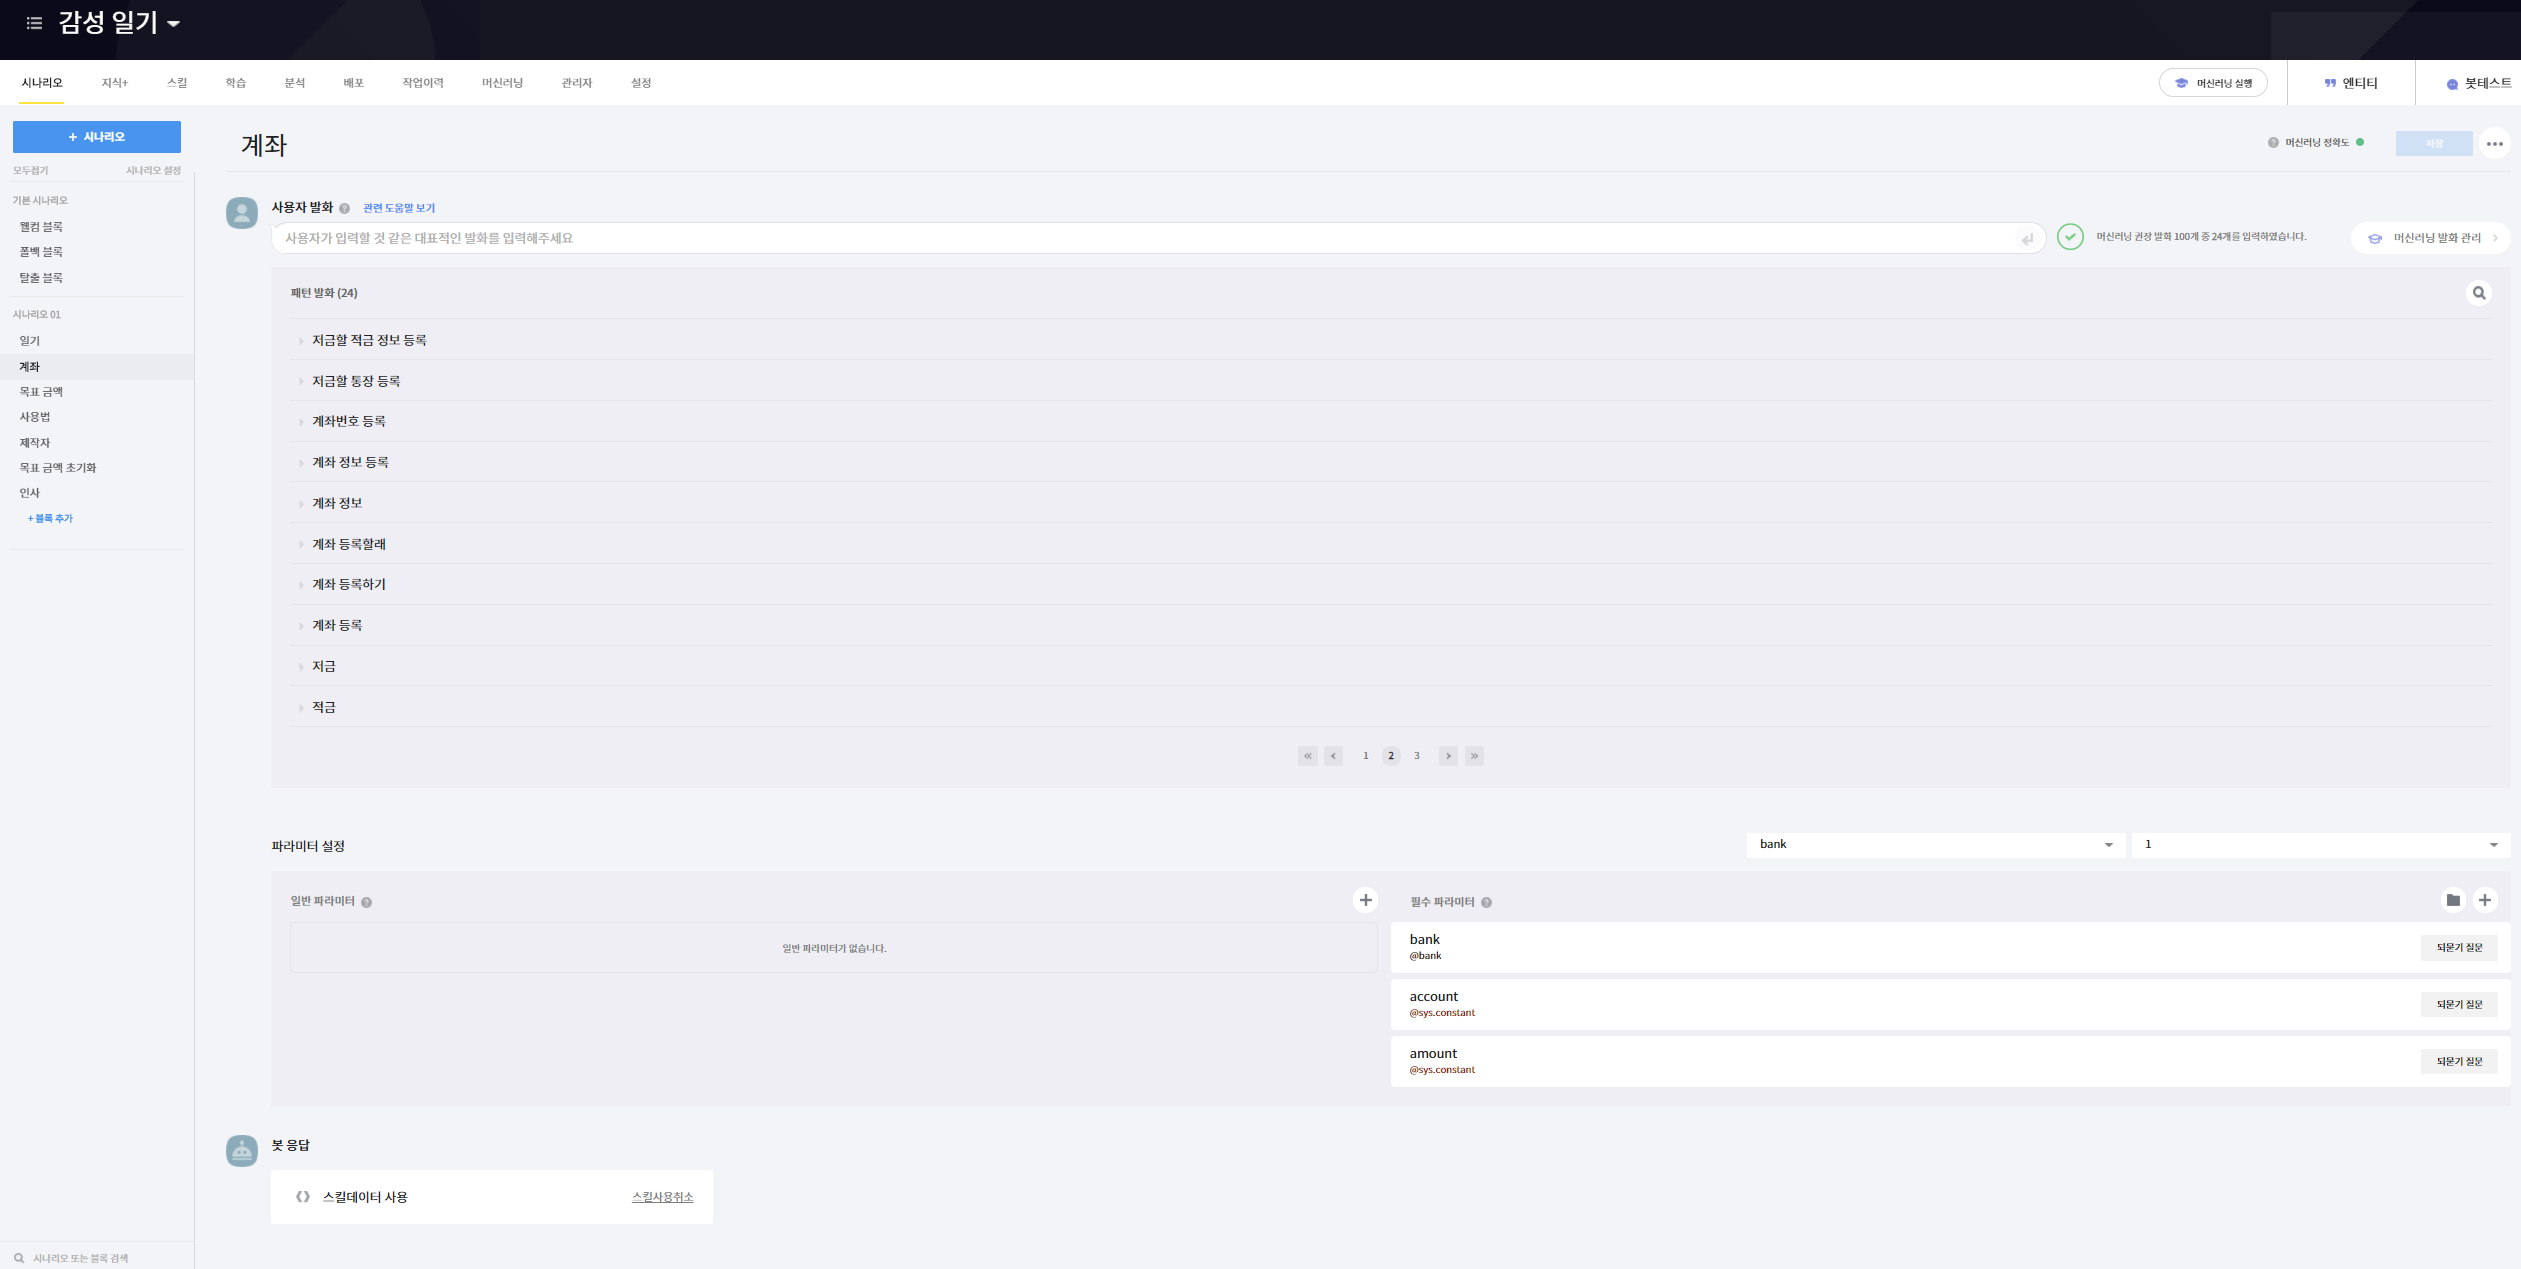 감성 일기
시나리오 지식+ 스킬 학습 분석 배포 작업이력 머신러닝 관리자 설정 머신러닝 실행 엔티티 봇테스트
+ 시나리오
모두접기 시나리오 설정
기본 시나리오
웰컴 블록
폴백 블록
탈출 블록
시나리오 01
일기
계좌
목표 금액
사용법
제작자
목표 금액 초기화
인사
+ 블록 추가
시나리오 또는 블록 검색
계좌 머신러닝 정확도 저장
사용자 발화 관련 도움말 보기
사용자가 입력할 것 같은 대표적인 발화를 입력해주세요 머신러닝 권장 발화 100개 중 24개를 입력하였습니다. 머신러닝 발화 관리
패턴 발화 (24)
저금할 적금 정보 등록
저금할 통장 등록
계좌번호 등록
계좌 정보 등록
계좌 정보
계좌 등록할래
계좌 등록하기
계좌 등록
저금
적금
« ‹ 1 2 3 › »
파라미터 설정 bank 1
일반 파라미터
일반 파라미터가 없습니다.
필수 파라미터
bank
@bank
되묻기 질문
account
@sys.constant
되묻기 질문
amount
@sys.constant
되묻기 질문
봇 응답
스킬데이터 사용 스킬사용취소